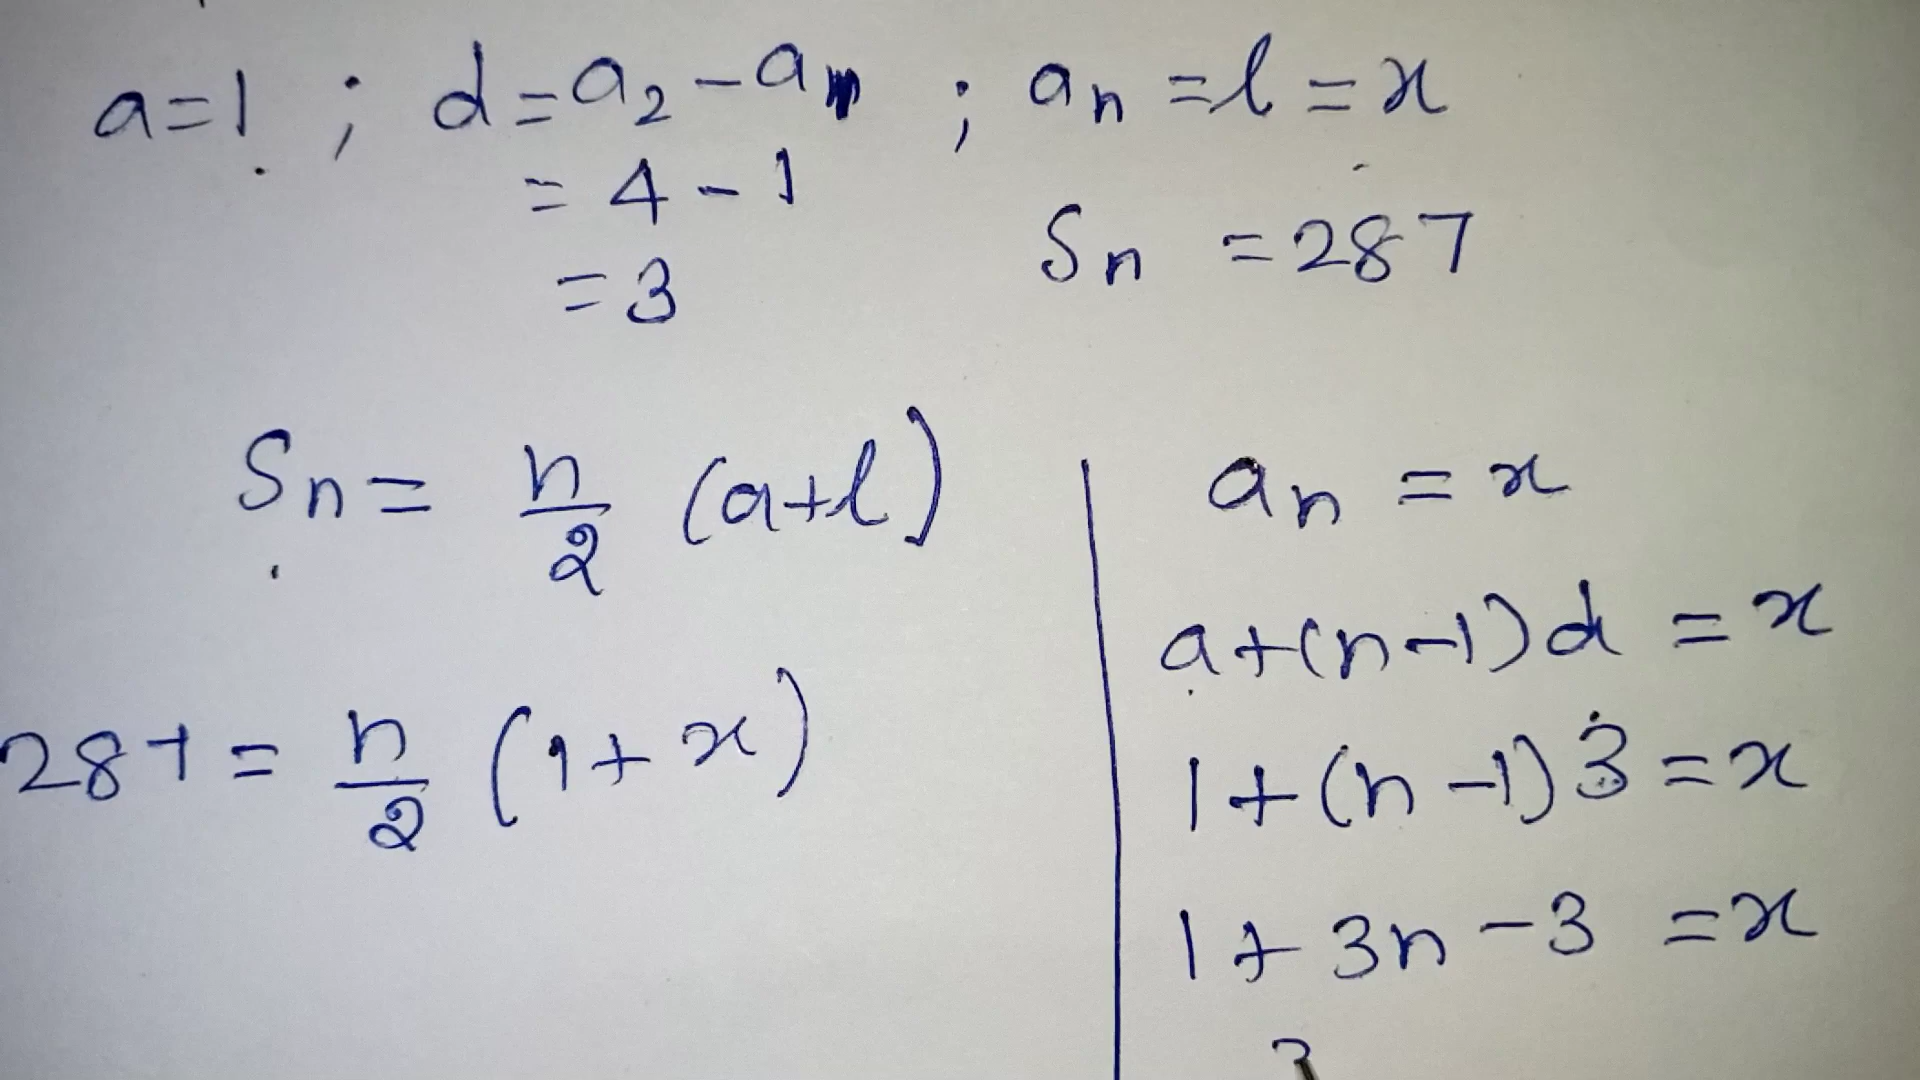 a=1 ; d=a₂-a ; aₙ =l=x
= 4-1
Sₙ =287
=3
Sₙ= n/2 (a+l)
aₙ = x
a+(n-1)d = x
287= n/2 (1+x)
1+(n-1)3=x
1+3n-3 =x
3